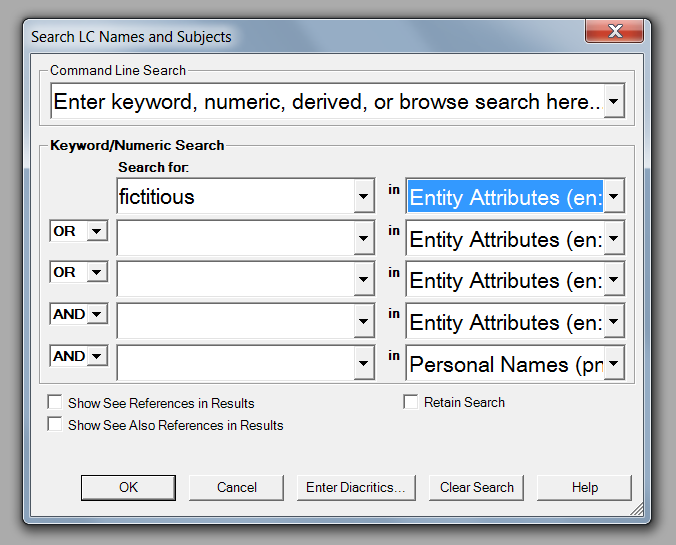 Search LC Names and Subjects
Command Line Search
Enter keyword, numeric, derived, or browse search here..
Keyword/Numeric Search
Search for:
fictitious in Entity Attributes (en:
OR in Entity Attributes (en:
OR in Entity Attributes (en:
AND in Entity Attributes (en:
AND in Personal Names (pn
Show See References in Results Retain Search
Show See Also References in Results
OK Cancel Enter Diacritics... Clear Search Help